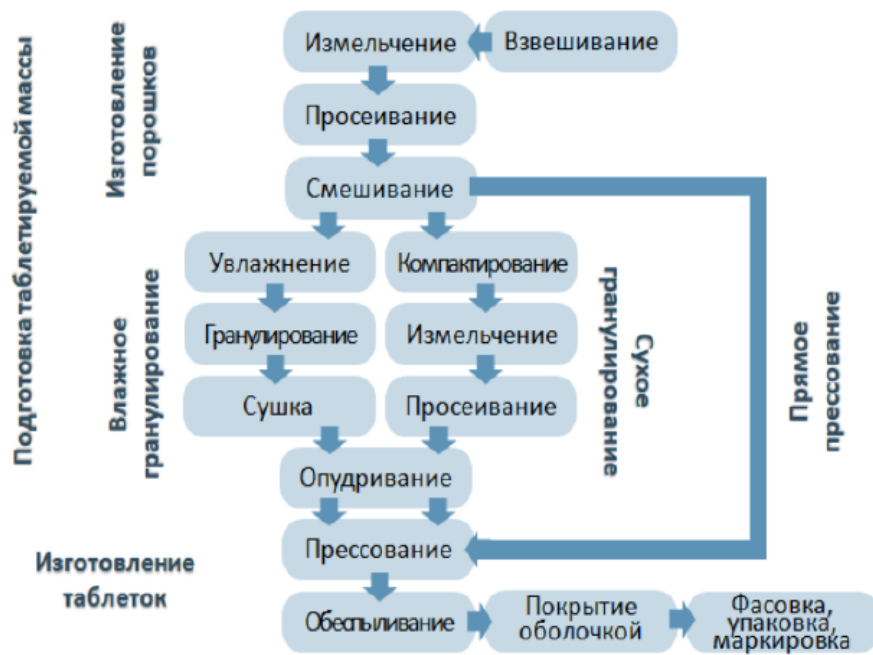 Подготовка таблетируемой массы
Изготовление
порошков
Измельчение
Взвешивание
Просеивание
Смешивание
Влажное
гранулирование
Увлажнение
Компактирование
Гранулирование
Измельчение
Сушка
Просеивание
Сухое
гранулирование
Прямое
прессование
Опудривание
Изготовление
таблеток
Прессование
Обеспыливание
Покрытие
оболочкой
Фасовка,
упаковка,
маркировка